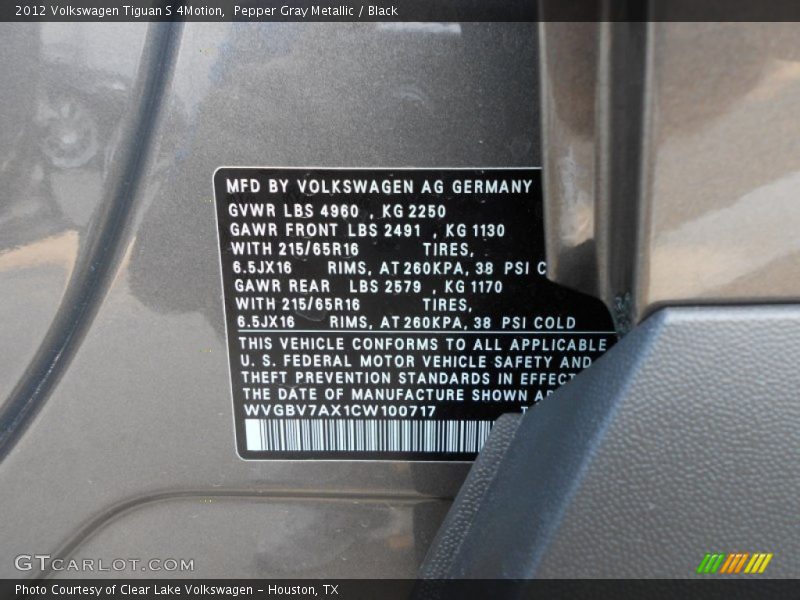 2012 Volkswagen Tiguan S 4Motion, Pepper Gray Metallic / Black
MFD BY VOLKSWAGEN AG GERMANY
GVWR LBS 4960 , KG 2250
GAWR FRONT LBS 2491 , KG 1130
WITH 215/65R16 TIRES,
6.5JX16 RIMS, AT 260KPA, 38 PSI C
GAWR REAR LBS 2579 , KG 1170
WITH 215/65R16 TIRES,
6.5JX16 RIMS, AT 260KPA, 38 PSI COLD
THIS VEHICLE CONFORMS TO ALL APPLICABLE
U. S. FEDERAL MOTOR VEHICLE SAFETY AND
THEFT PREVENTION STANDARDS IN EFFECT
THE DATE OF MANUFACTURE SHOWN
WVGBV7AX1CW100717
GTCARLOT.COM
Photo Courtesy of Clear Lake Volkswagen – Houston, TX